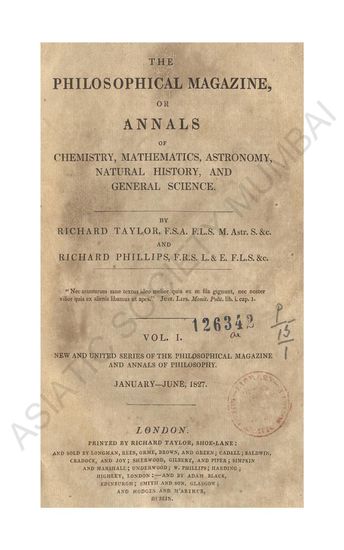 THE
PHILOSOPHICAL MAGAZINE,
OR
ANNALS
OF
CHEMISTRY, MATHEMATICS, ASTRONOMY,
NATURAL HISTORY, AND
GENERAL SCIENCE.
BY
RICHARD TAYLOR, F.S.A. F.L.S. M. Astr. S. &c.
AND
RICHARD PHILLIPS, F.R.S. L. & E. F.L.S. &c.
"Nec aranearum sane textus ideo melior quia ex se fila gignunt, nec noster
vilior quia ex alienis libamus ut apes." JUST. LIPS. Monit. Polit. lib. i. cap. 1.
126342
P
15
1
VOL. I.
NEW AND UNITED SERIES OF THE PHILOSOPHICAL MAGAZINE
AND ANNALS OF PHILOSOPHY.
JANUARY—JUNE, 1827.
LONDON.
PRINTED BY RICHARD TAYLOR, SHOE-LANE:
AND SOLD BY LONGMAN, REES, ORME, BROWN, AND GREEN; CADELL; BALDWIN,
CRADOCK, AND JOY; SHERWOOD, GILBERT, AND PIPER; SIMPKIN
AND MARSHALL; UNDERWOOD; W. PHILLIPS; HARDING;
HIGHLEY, LONDON:—AND BY ADAM BLACK,
EDINBURGH; SMITH AND SON, GLASGOW;
AND HODGES AND M'ARTHUR,
DUBLIN.
ASIATIC SOCIETY MUMBAI